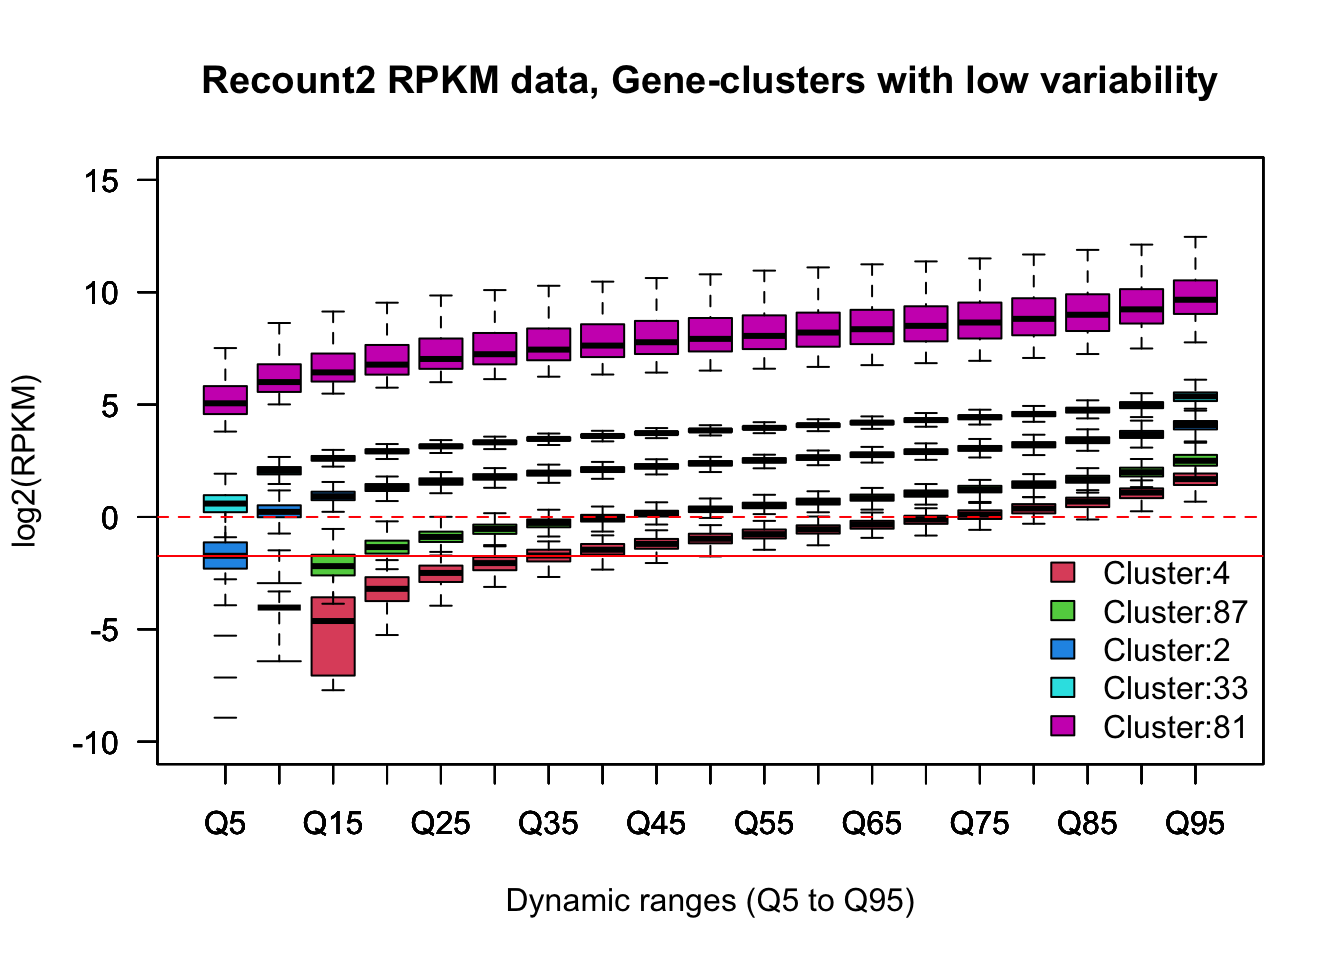 Recount2 RPKM data, Gene-clusters with low variability
log2(RPKM)
15
10
5
0
-5
-10
Cluster:4
Cluster:87
Cluster:2
Cluster:33
Cluster:81
Q5 Q15 Q25 Q35 Q45 Q55 Q65 Q75 Q85 Q95
Dynamic ranges (Q5 to Q95)